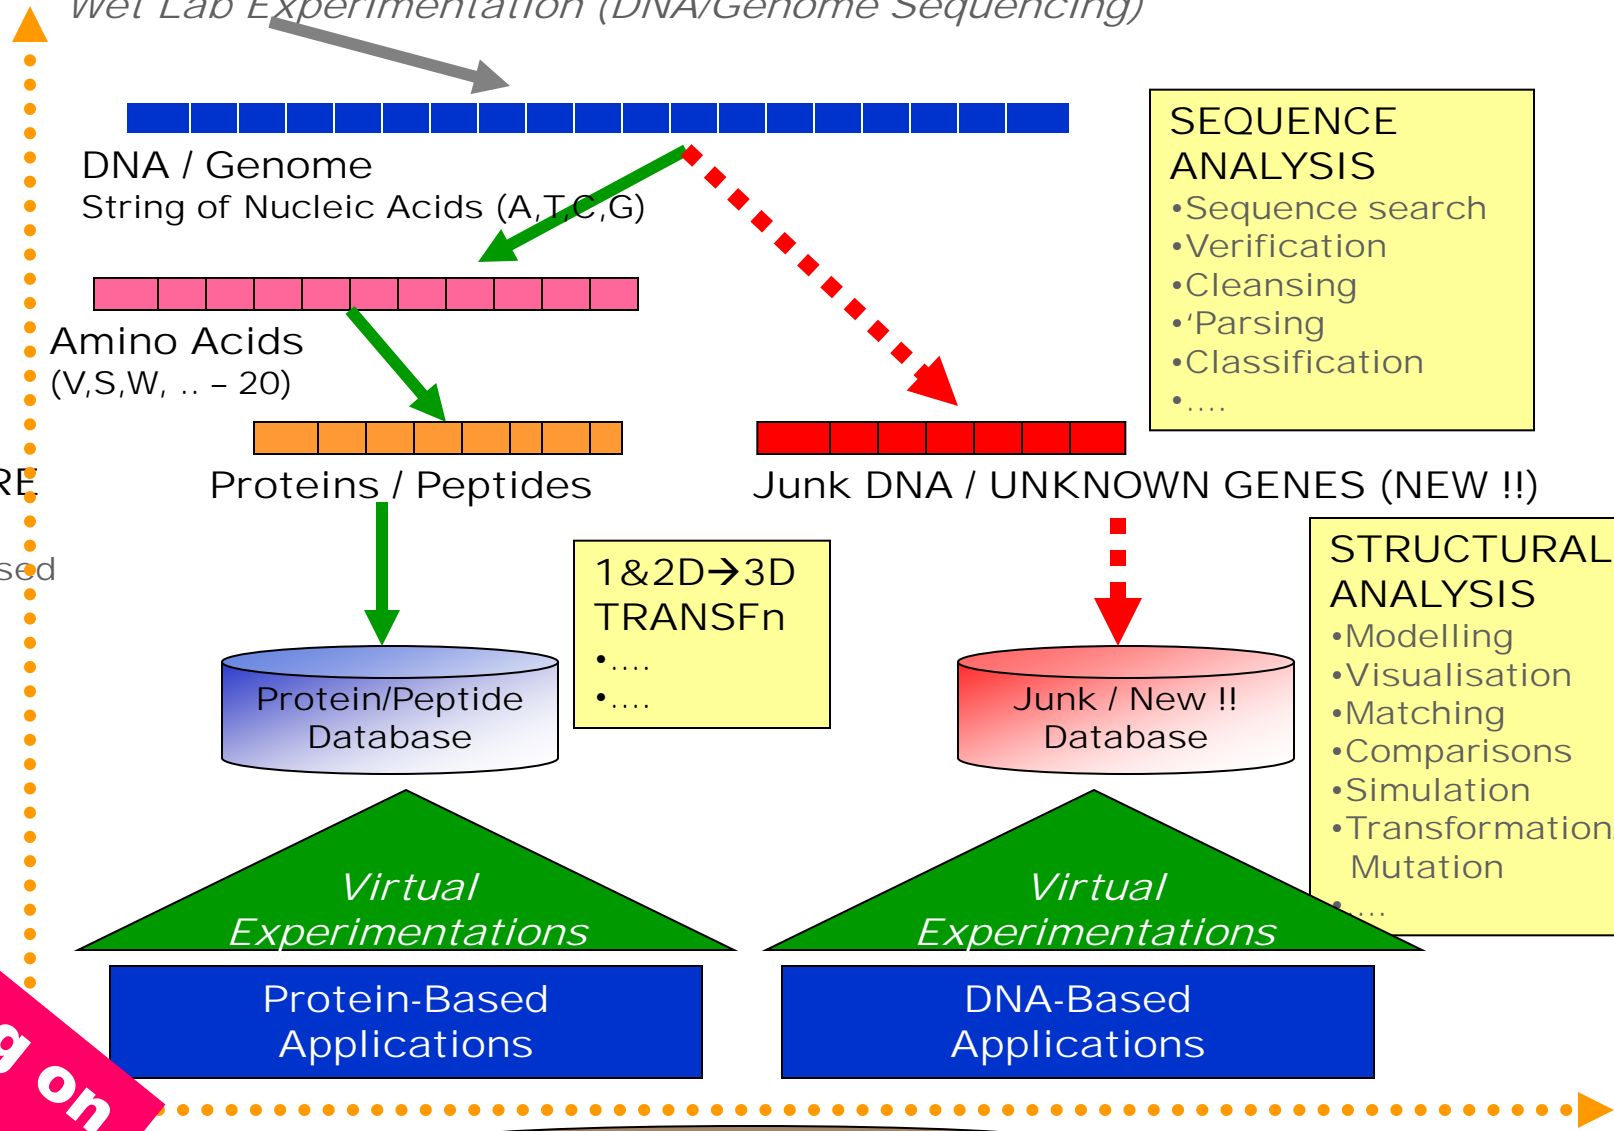 Wet Lab Experimentation (DNA/Genome Sequencing)
DNA / Genome
String of Nucleic Acids (A,T,C,G)
SEQUENCE
ANALYSIS
•Sequence search
•Verification
•Cleansing
•‘Parsing
•Classification
•....
Amino Acids
(V,S,W, .. – 20)
RE
Proteins / Peptides
Junk DNA / UNKNOWN GENES (NEW !!)
sed
1&2D→3D
TRANSFn
•....
•....
STRUCTURAL
ANALYSIS
•Modelling
•Visualisation
•Matching
•Comparisons
•Simulation
•Transformation/
Mutation
•....
Protein/Peptide
Database
Junk / New !!
Database
Virtual
Experimentations
Virtual
Experimentations
Protein-Based
Applications
DNA-Based
Applications
g on